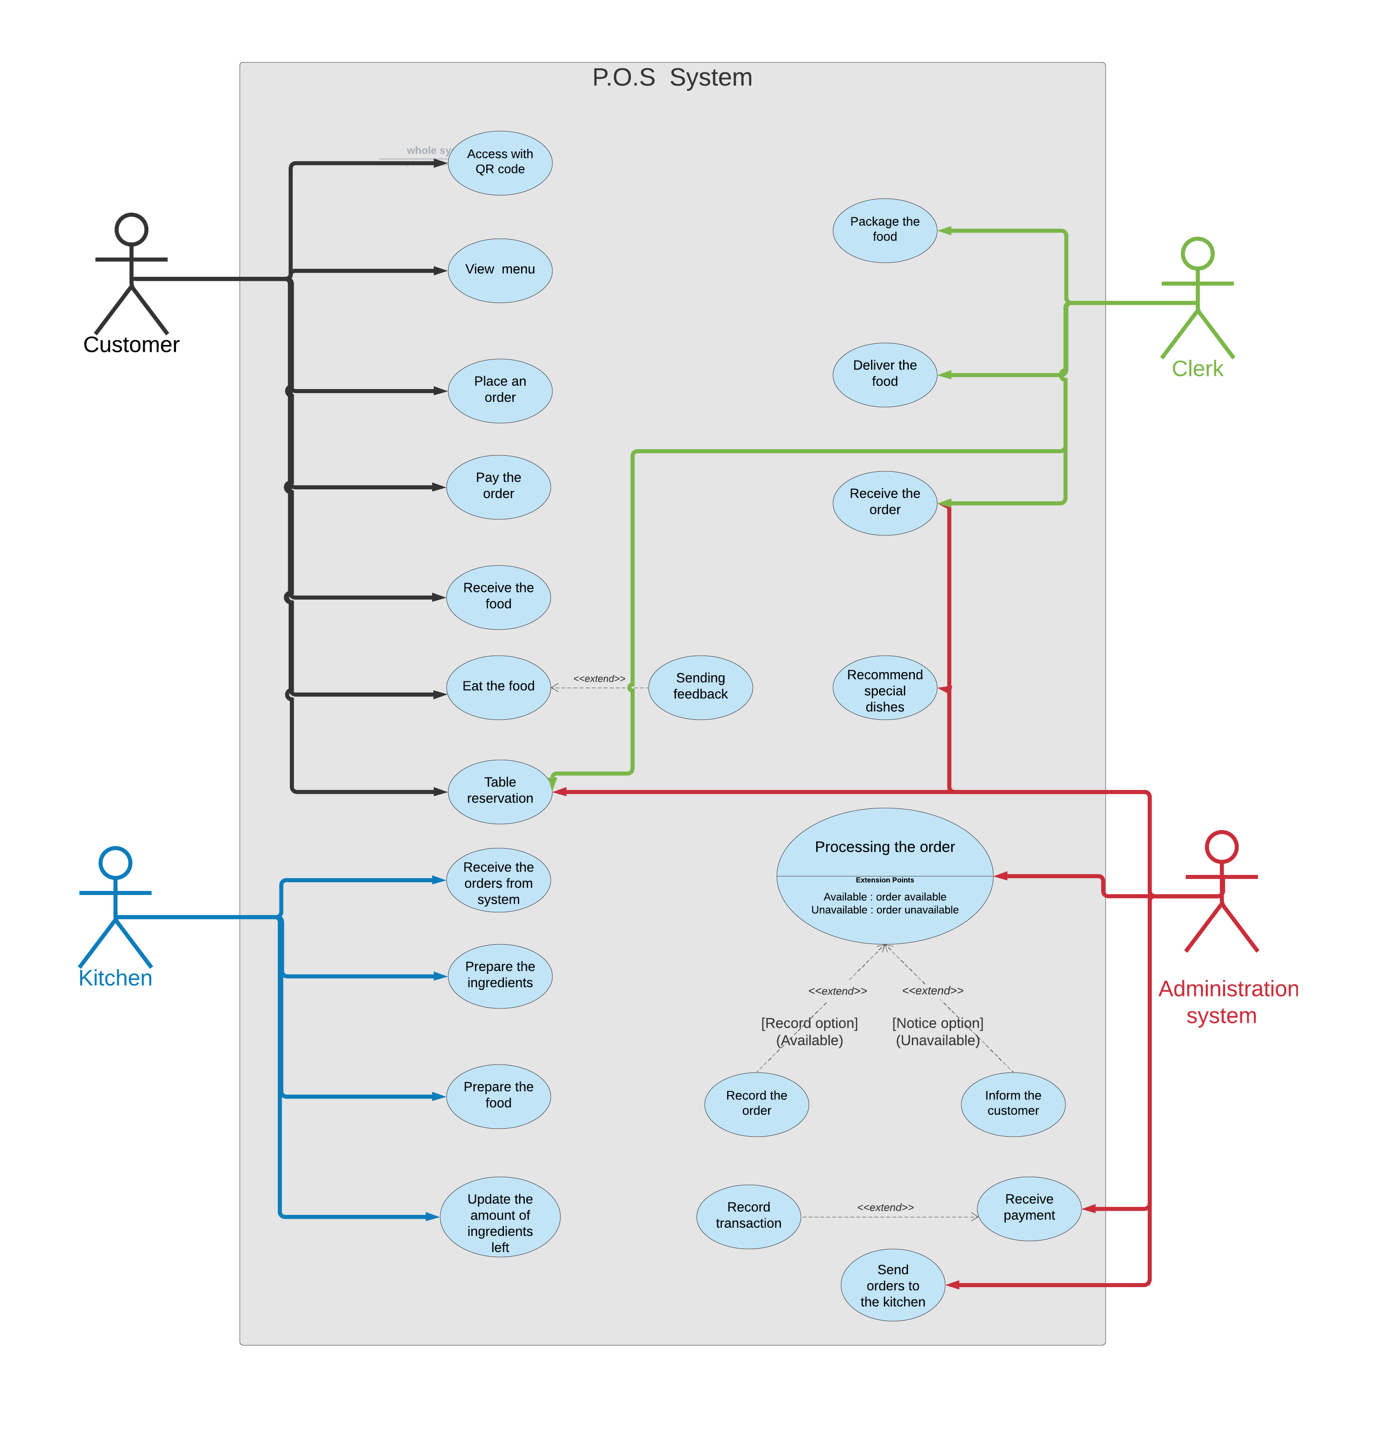 P.O.S  System
whole sy
Access with
QR code
View  menu
Place an
order
Pay the
order
Receive the
food
Eat the food
<<extend>>
Sending
feedback
Table
reservation
Receive the
orders from
system
Prepare the
ingredients
Prepare the
food
Update the
amount of
ingredients
left
Package the
food
Deliver the
food
Receive the
order
Recommend
special
dishes
Processing the order
Extension Points
Available : order available
Unavailable : order unavailable
<<extend>>
<<extend>>
[Record option]
(Available)
[Notice option]
(Unavailable)
Record the
order
Inform the
customer
Record
transaction
<<extend>>
Receive
payment
Send
orders to
the kitchen
Customer
Kitchen
Clerk
Administration
system